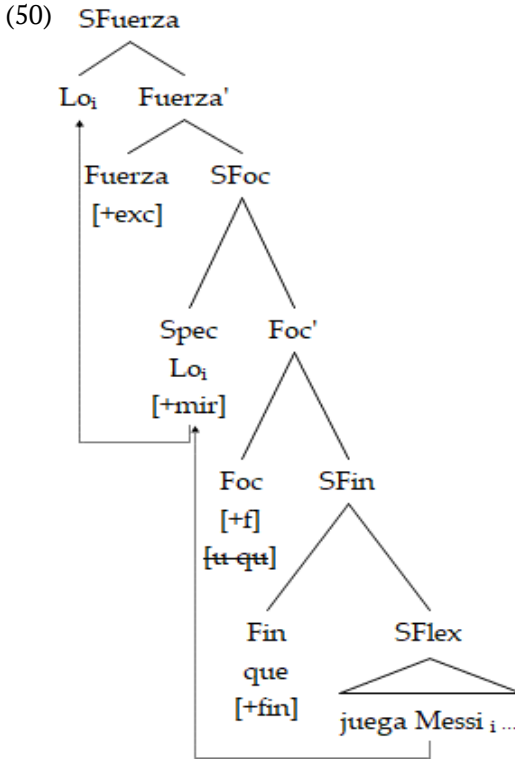 (50) SFuerza
Loᵢ Fuerza'
Fuerza SFoc
[+exc]
Spec Foc'
Loᵢ
[+mir]
Foc SFin
[+f]
[u-qu]
Fin SFlex
que
[+fin] juega Messi ᵢ ...